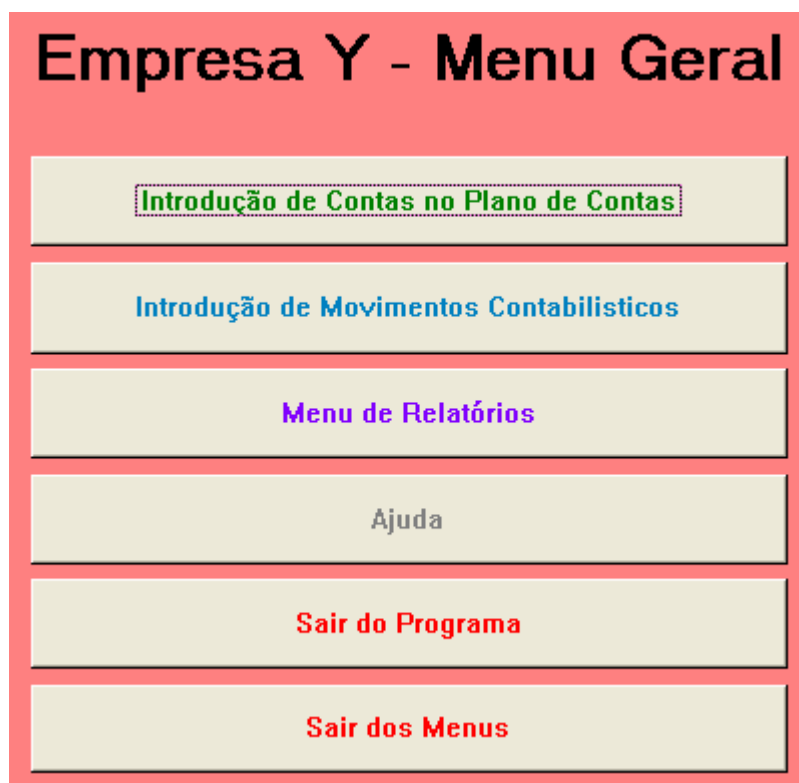 Empresa Y - Menu Geral
Introdução de Contas no Plano de Contas
Introdução de Movimentos Contabilisticos
Menu de Relatórios
Ajuda
Sair do Programa
Sair dos Menus